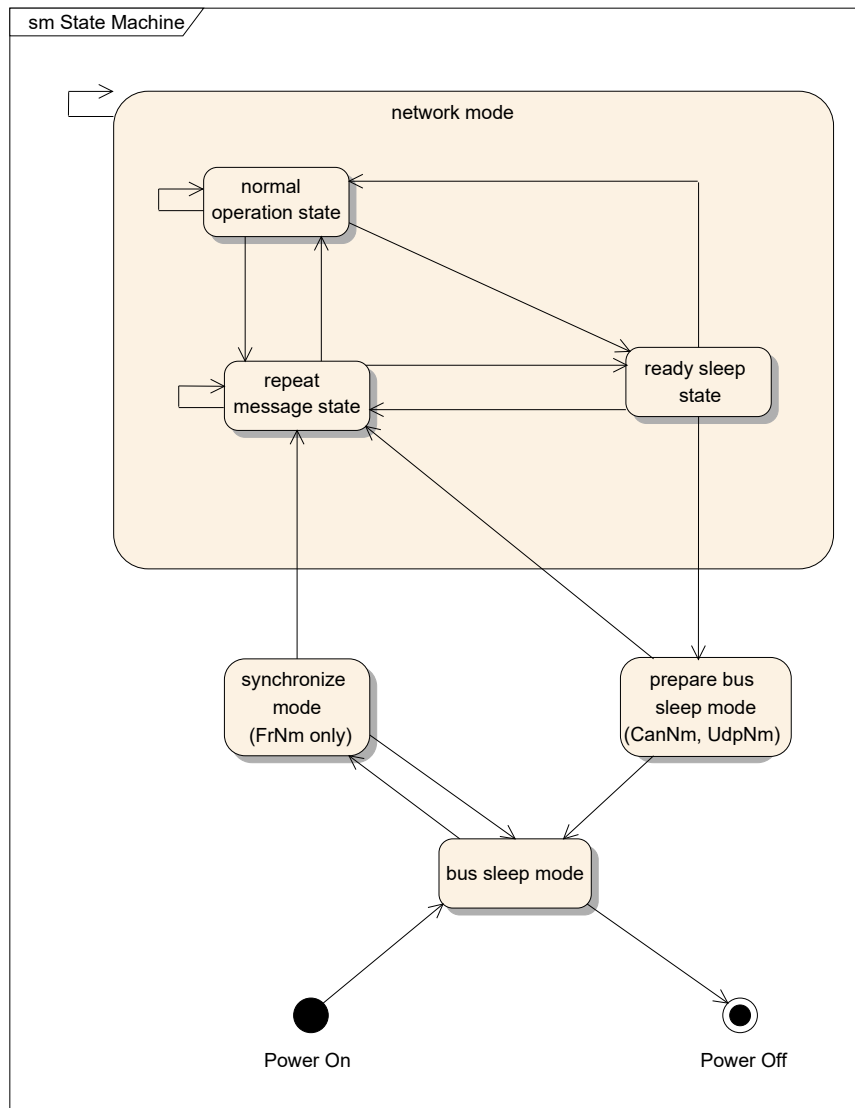 sm State Machine
network mode
normal
operation state
repeat
message state
ready sleep
state
synchronize
mode
(FrNm only)
prepare bus
sleep mode
(CanNm, UdpNm)
bus sleep mode
Power On
Power Off